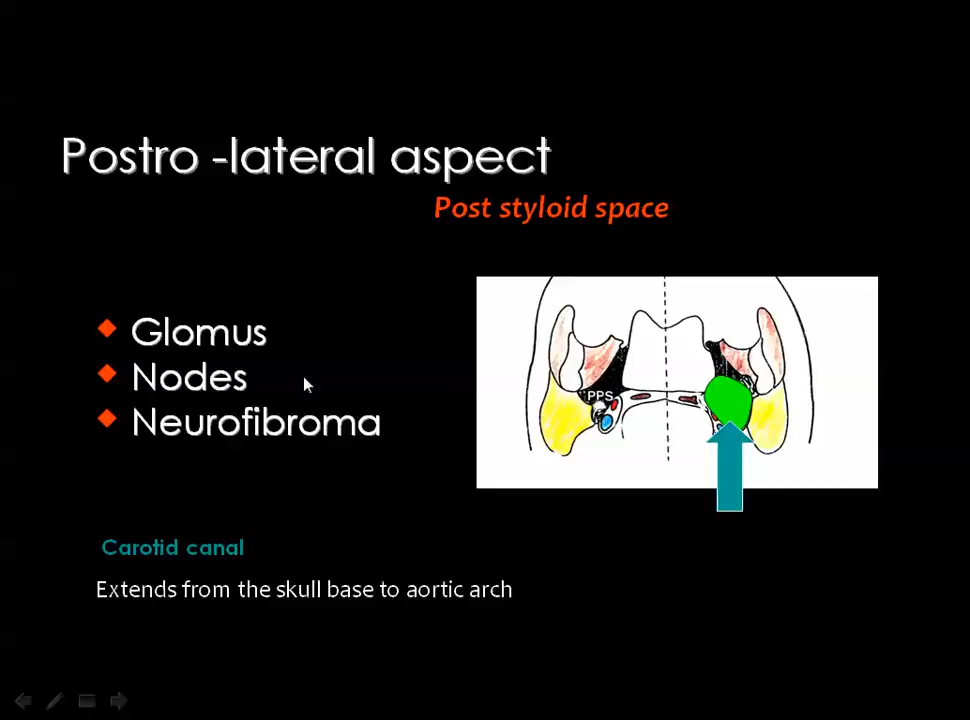 Postro -lateral aspect
Post styloid space
Glomus
Nodes
Neurofibroma
PPS
Carotid canal
Extends from the skull base to aortic arch